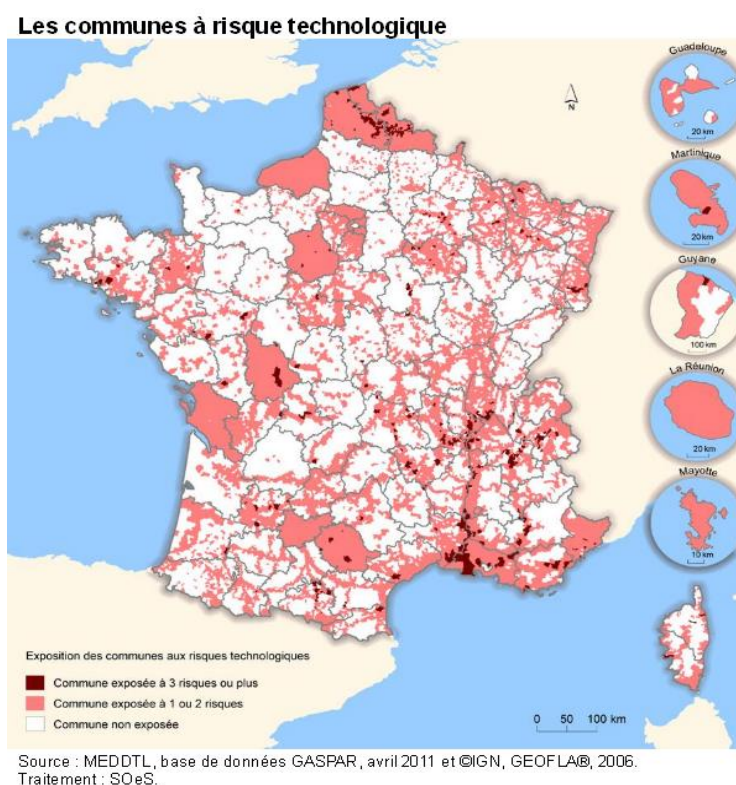 Les communes à risque technologique
Guadeloupe
20 km
Martinique
20 km
Guyane
100 km
La Réunion
20 km
Mayotte
10 km
N
Exposition des communes aux risques technologiques
Commune exposée à 3 risques ou plus
Commune exposée à 1 ou 2 risques
Commune non exposée
0 50 100 km
Source : MEDDTL, base de données GASPAR, avril 2011 et ©IGN, GEOFLA®, 2006.
Traitement : SOeS.